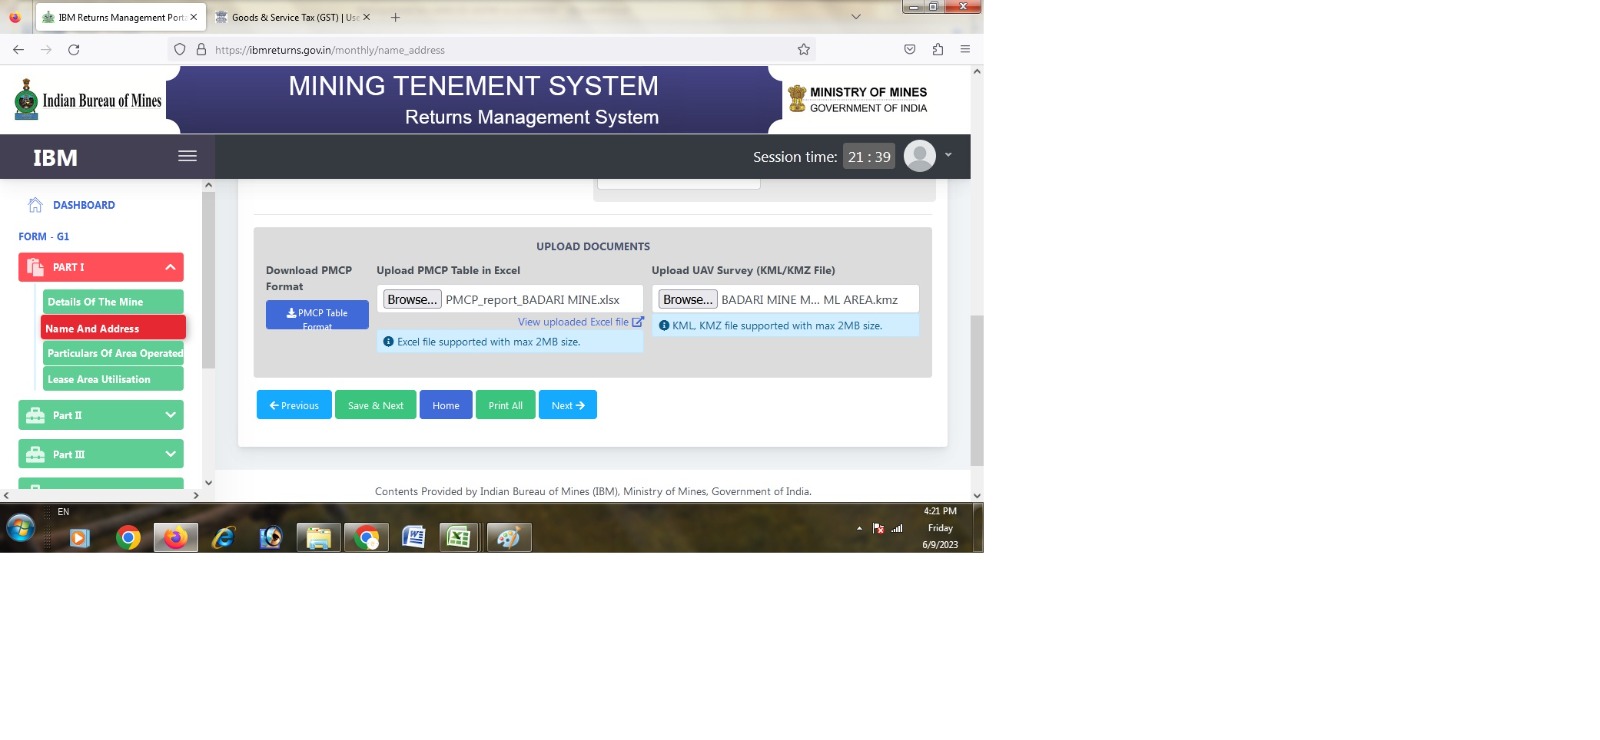 IBM Returns Management Port
Goods & Service Tax (GST) | Use
https://ibmreturns.gov.in/monthly/name_address
Indian Bureau of Mines
MINING TENEMENT SYSTEM
Returns Management System
MINISTRY OF MINES
GOVERNMENT OF INDIA
IBM
Session time: 21 : 39
DASHBOARD
FORM - G1
PART I
Details Of The Mine
Name And Address
Particulars Of Area Operated
Lease Area Utilisation
Part II
Part III
UPLOAD DOCUMENTS
Download PMCP
Format
PMCP Table
Format
Upload PMCP Table in Excel
Browse... PMCP_report_BADARI MINE.xlsx
View uploaded Excel file
Excel file supported with max 2MB size.
Upload UAV Survey (KML/KMZ File)
Browse... BADARI MINE M... ML AREA.kmz
KML, KMZ file supported with max 2MB size.
Previous
Save & Next
Home
Print All
Next
Contents Provided by Indian Bureau of Mines (IBM), Ministry of Mines, Government of India.
EN
4:21 PM
Friday
6/9/2023